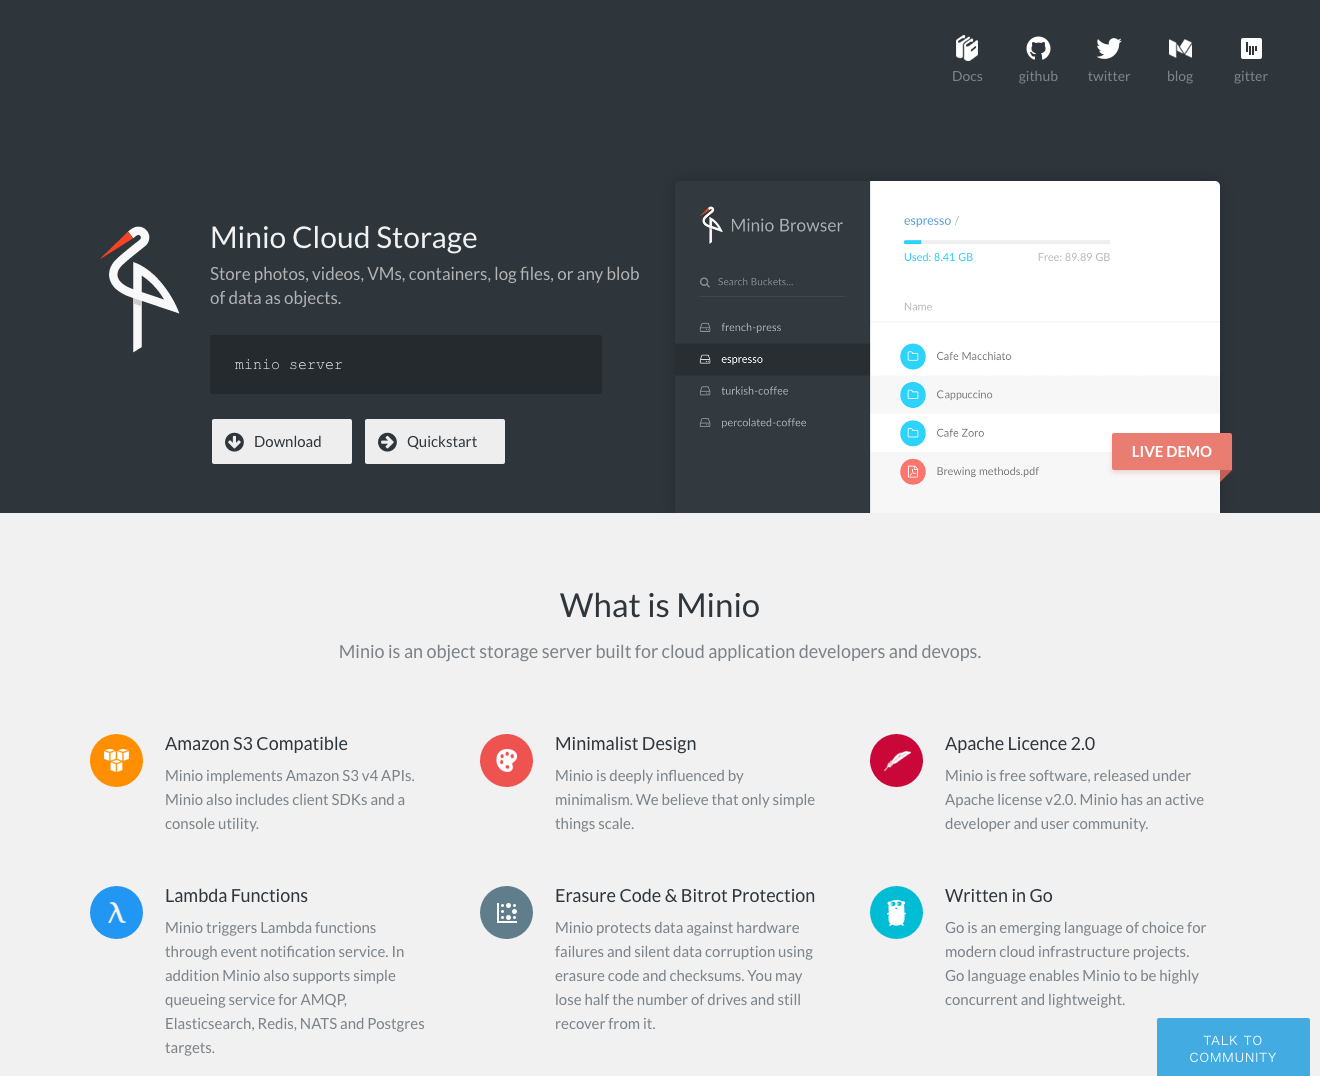 Docs
github
twitter
blog
gitter
Minio Cloud Storage
Store photos, videos, VMs, containers, log files, or any blob
of data as objects.
minio server
Download
Quickstart
Minio Browser
Search Buckets...
french-press
espresso
turkish-coffee
percolated-coffee
espresso /
Used: 8.41 GB
Free: 89.89 GB
Name
Cafe Macchiato
Cappuccino
Cafe Zoro
Brewing methods.pdf
LIVE DEMO
What is Minio
Minio is an object storage server built for cloud application developers and devops.
Amazon S3 Compatible
Minio implements Amazon S3 v4 APIs.
Minio also includes client SDKs and a
console utility.
Minimalist Design
Minio is deeply influenced by
minimalism. We believe that only simple
things scale.
Apache Licence 2.0
Minio is free software, released under
Apache license v2.0. Minio has an active
developer and user community.
λ
Lambda Functions
Minio triggers Lambda functions
through event notification service. In
addition Minio also supports simple
queueing service for AMQP,
Elasticsearch, Redis, NATS and Postgres
targets.
Erasure Code & Bitrot Protection
Minio protects data against hardware
failures and silent data corruption using
erasure code and checksums. You may
lose half the number of drives and still
recover from it.
Written in Go
Go is an emerging language of choice for
modern cloud infrastructure projects.
Go language enables Minio to be highly
concurrent and lightweight.
TALK TO
COMMUNITY